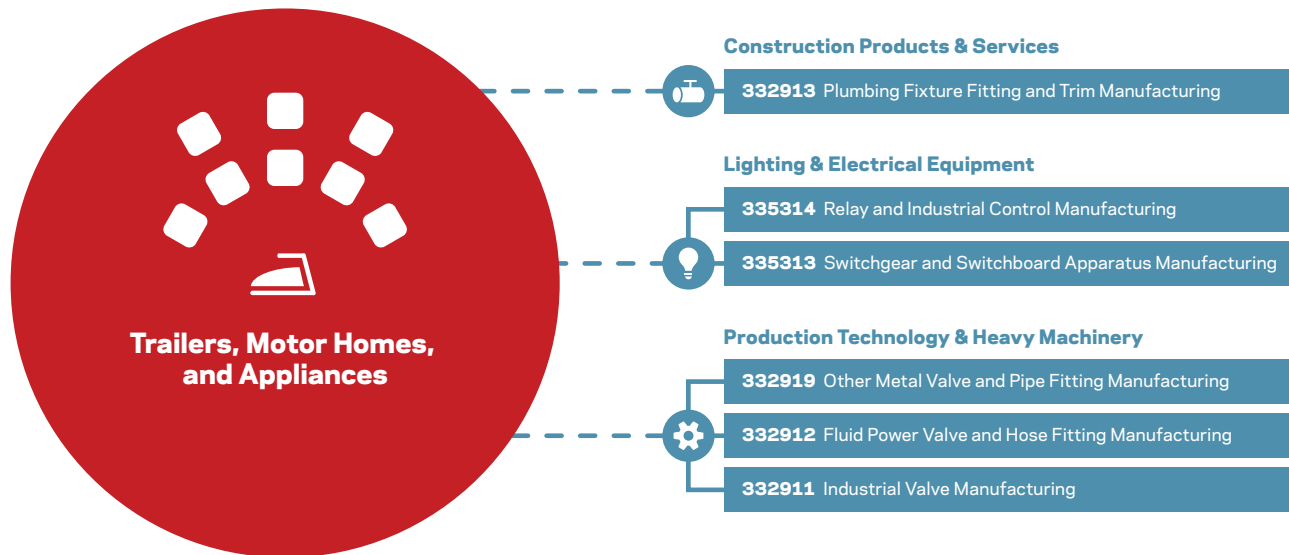 Trailers, Motor Homes,
and Appliances
Construction Products & Services
332913 Plumbing Fixture Fitting and Trim Manufacturing
Lighting & Electrical Equipment
335314 Relay and Industrial Control Manufacturing
335313 Switchgear and Switchboard Apparatus Manufacturing
Production Technology & Heavy Machinery
332919 Other Metal Valve and Pipe Fitting Manufacturing
332912 Fluid Power Valve and Hose Fitting Manufacturing
332911 Industrial Valve Manufacturing